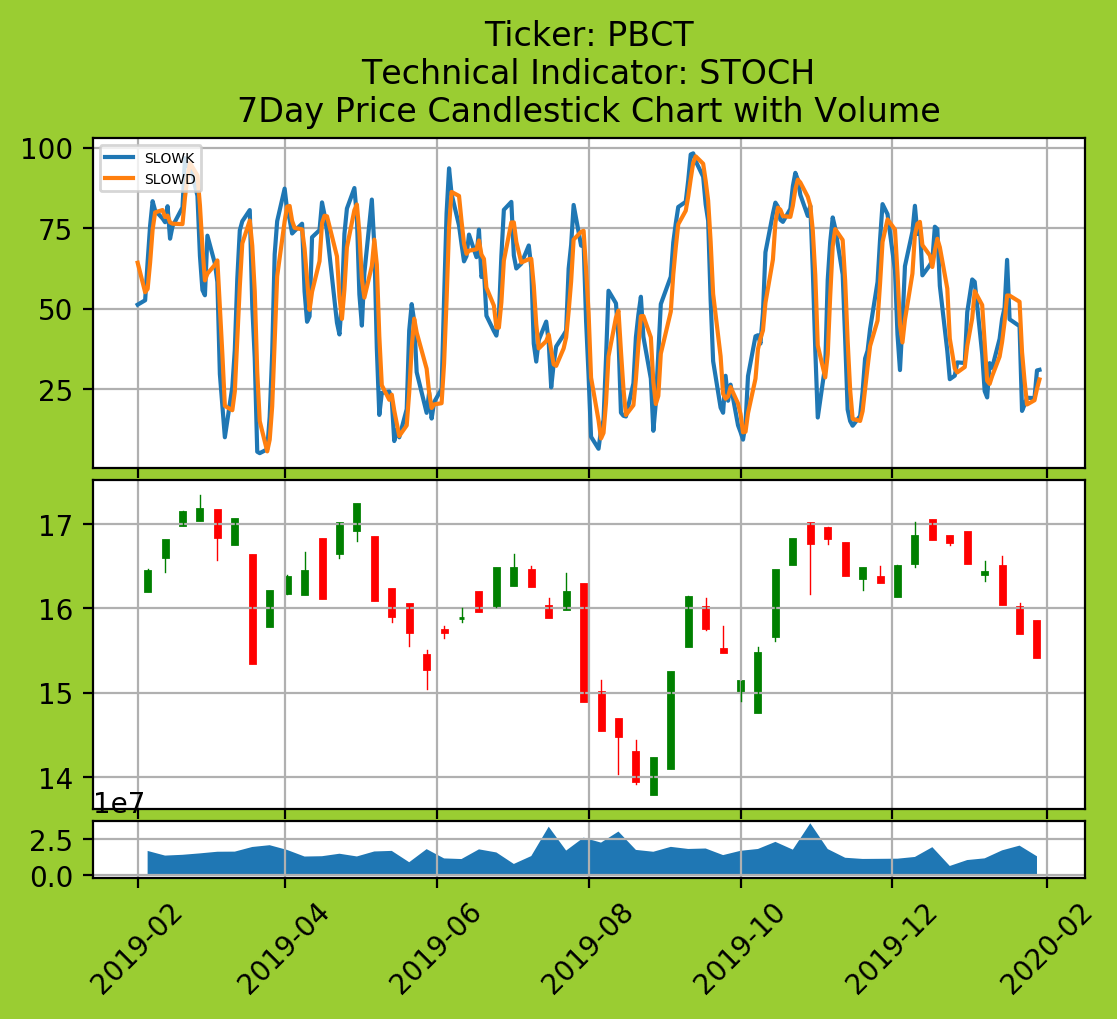 Ticker: PBCT
Technical Indicator: STOCH
7Day Price Candlestick Chart with Volume
100
75
50
25
SLOWK
SLOWD
17
16
15
14
1e7
2.5
0.0
2019-02
2019-04
2019-06
2019-08
2019-10
2019-12
2020-02